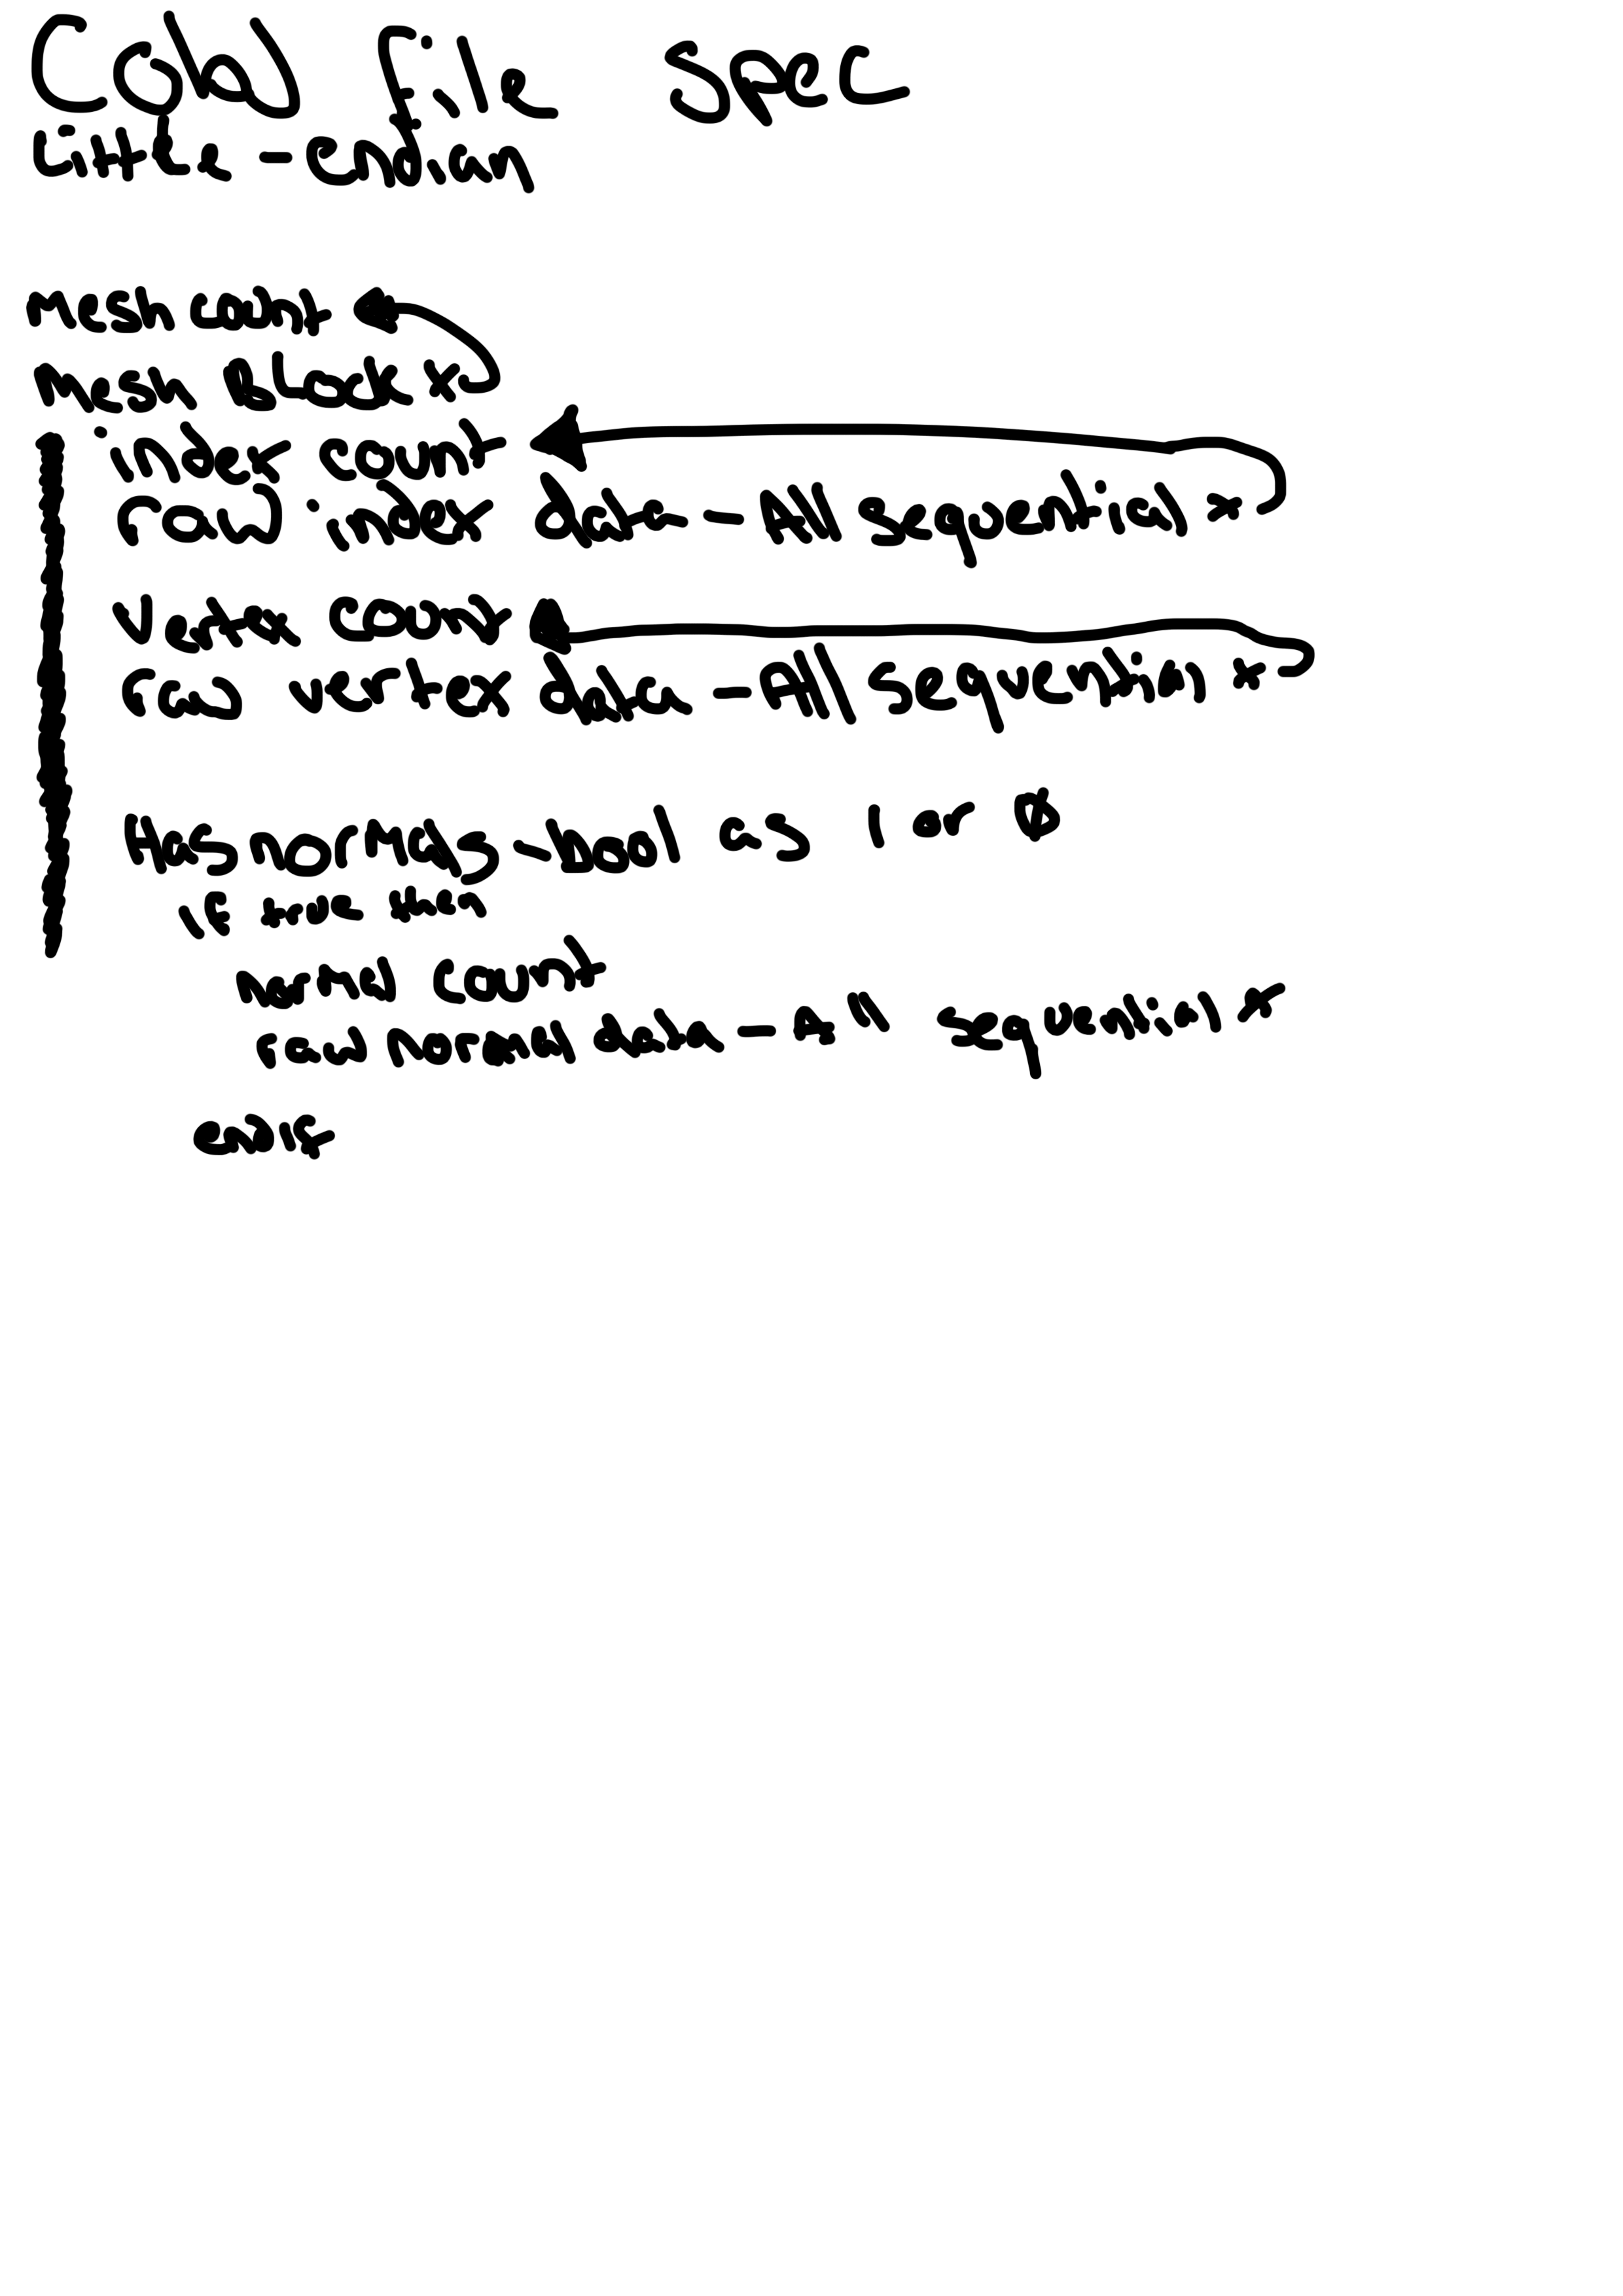 Cobj File spec
little-endian
mesh count
mesh block x
index count
raw index data - All sequential x
vertex count
raw vertex data - All sequential x
Has normals - bool as 1 or 0
if true then
normal count
raw normal data - all sequential x
endif